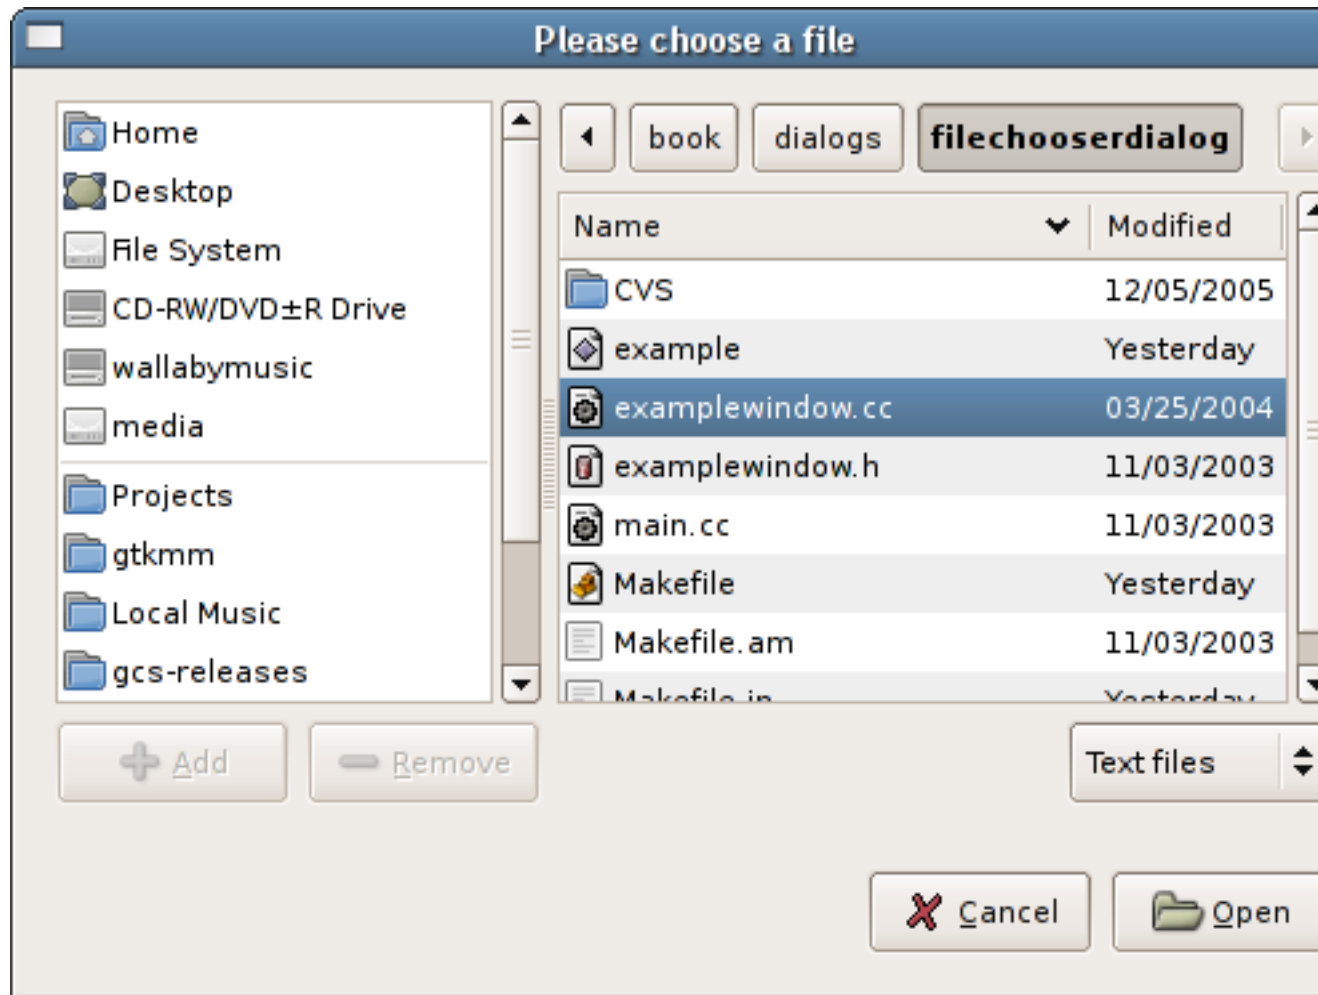 Please choose a file
Home
Desktop
File System
CD-RW/DVD±R Drive
wallabymusic
media
Projects
gtkmm
Local Music
gcs-releases
Add Remove
book dialogs filechooserdialog
Name Modified
CVS 12/05/2005
example Yesterday
examplewindow.cc 03/25/2004
examplewindow.h 11/03/2003
main.cc 11/03/2003
Makefile Yesterday
Makefile.am 11/03/2003
Makefile.in Yesterday
Text files
Cancel Open